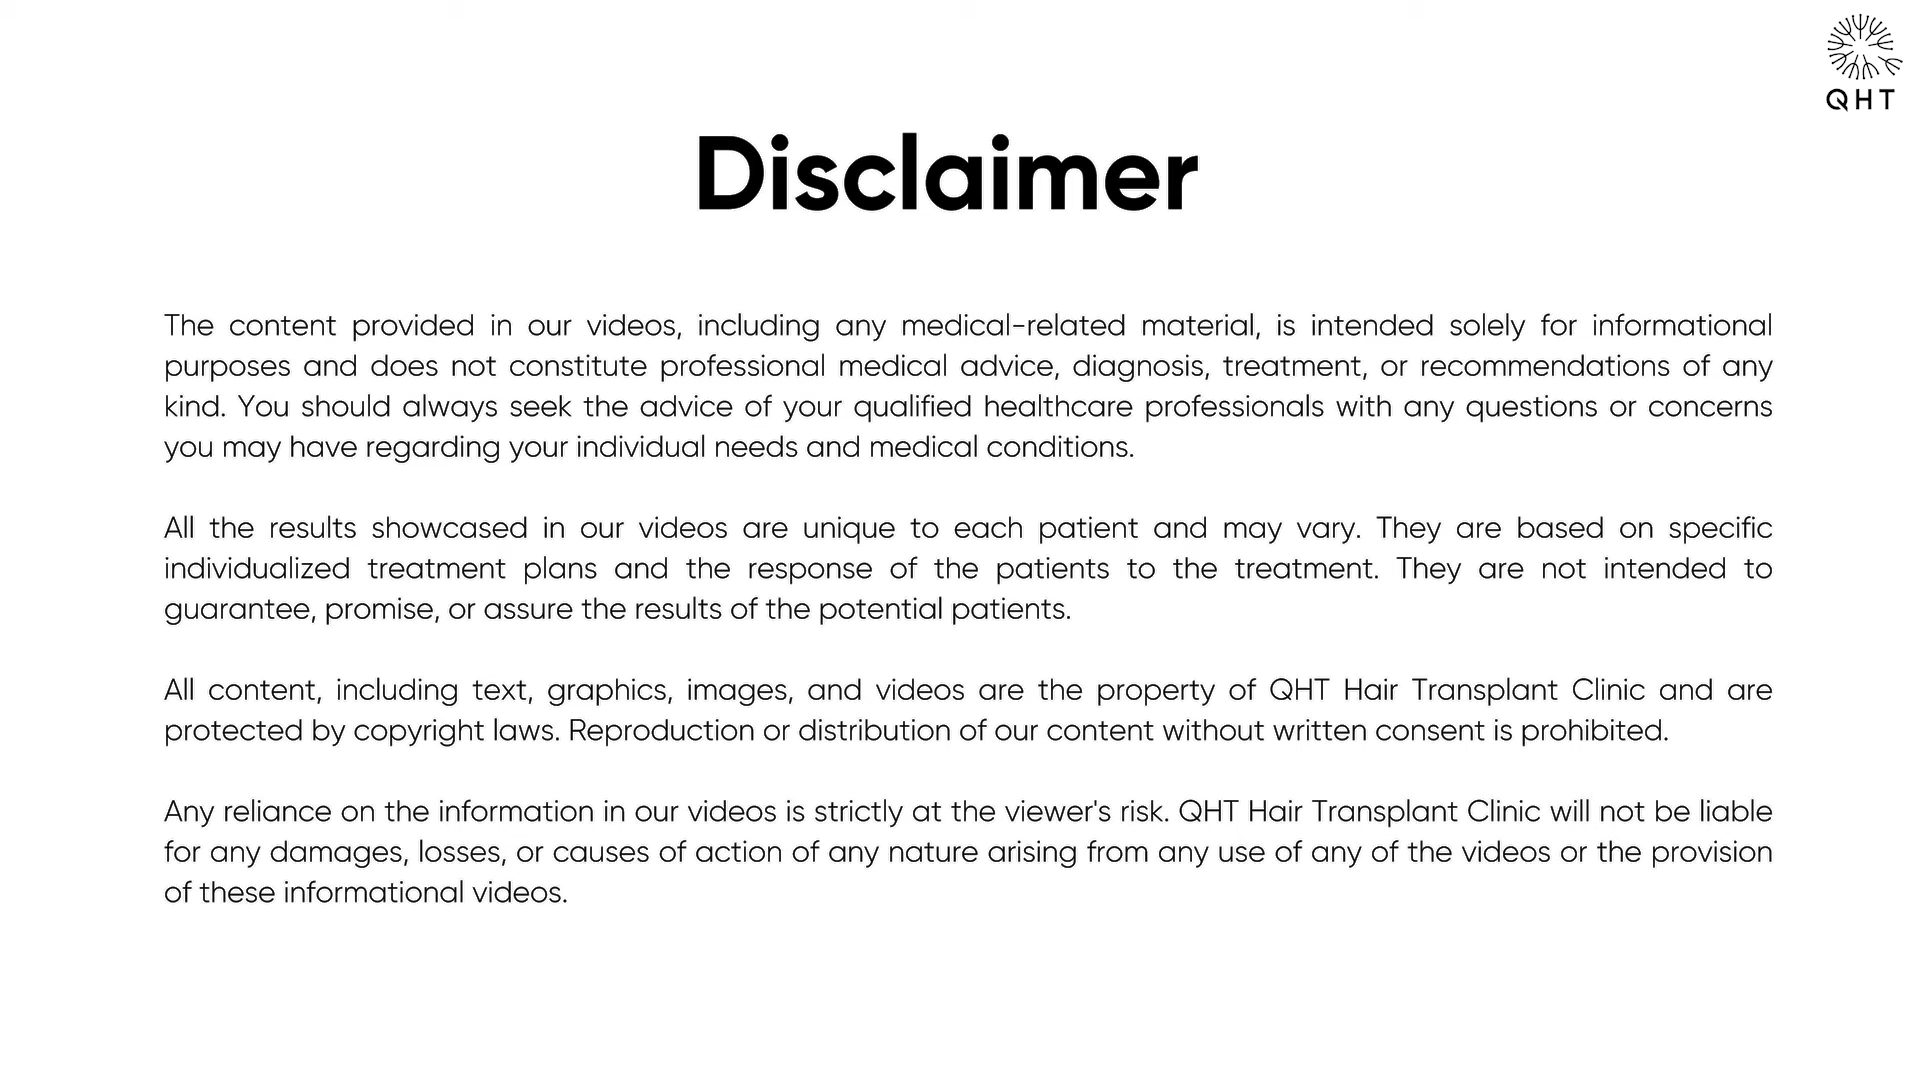 QHT
Disclaimer
The content provided in our videos, including any medical-related material, is intended solely for informational
purposes and does not constitute professional medical advice, diagnosis, treatment, or recommendations of any
kind. You should always seek the advice of your qualified healthcare professionals with any questions or concerns
you may have regarding your individual needs and medical conditions.
All the results showcased in our videos are unique to each patient and may vary. They are based on specific
individualized treatment plans and the response of the patients to the treatment. They are not intended to
guarantee, promise, or assure the results of the potential patients.
All content, including text, graphics, images, and videos are the property of QHT Hair Transplant Clinic and are
protected by copyright laws. Reproduction or distribution of our content without written consent is prohibited.
Any reliance on the information in our videos is strictly at the viewer's risk. QHT Hair Transplant Clinic will not be liable
for any damages, losses, or causes of action of any nature arising from any use of any of the videos or the provision
of these informational videos.